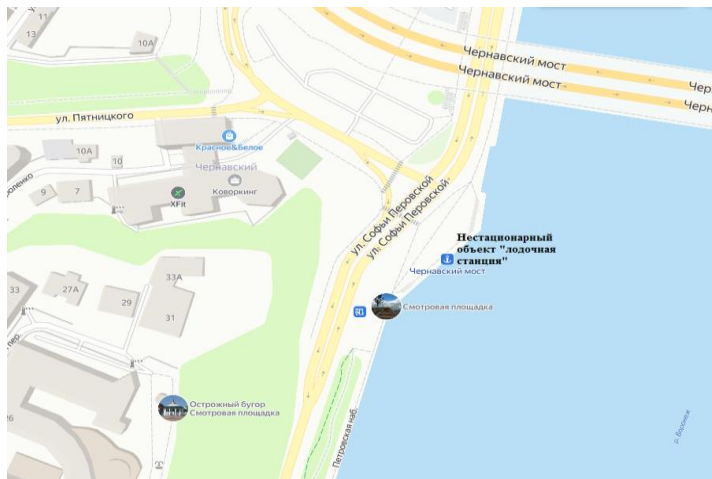 11
13
10А
Чернавский мост
Чернавский мост
Чер
Черн
ул. Пятницкого
Красное&Белое
10А
10
Чернавский
Коворкинг
XFit
9
7
роленко
ул. Софьи Перовской
ул. Софьи Перовской
Нестационарный
объект "лодочная
станция"
Чернавский мост
Смотровая площадка
33А
33
27А
29
31
пер.
Острожный бугор
Смотровая площадка
26
Петровская наб.
р. Воронеж